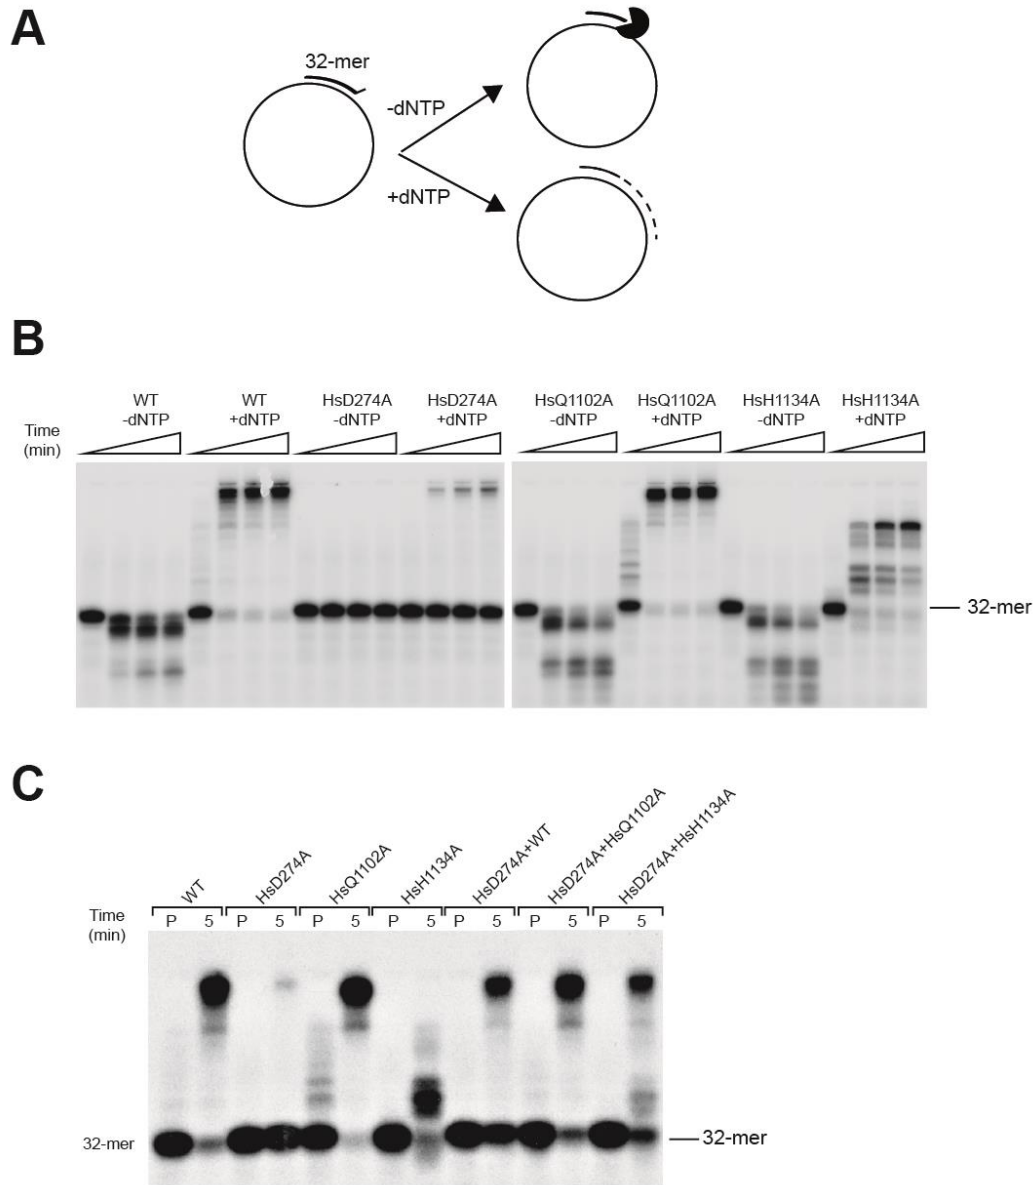 A
32-mer
-dNTP
+dNTP
B
WT
-dNTP
WT
+dNTP
HsD274A
-dNTP
HsD274A
+dNTP
HsQ1102A
-dNTP
HsQ1102A
+dNTP
HsH1134A
-dNTP
HsH1134A
+dNTP
Time
(min)
32-mer
C
WT
HsD274A
HsQ1102A
HsH1134A
HsD274A+WT
HsD274A+HsQ1102A
HsD274A+HsH1134A
Time
(min)
P 5 P 5 P 5 P 5 P 5 P 5 P 5
32-mer
32-mer